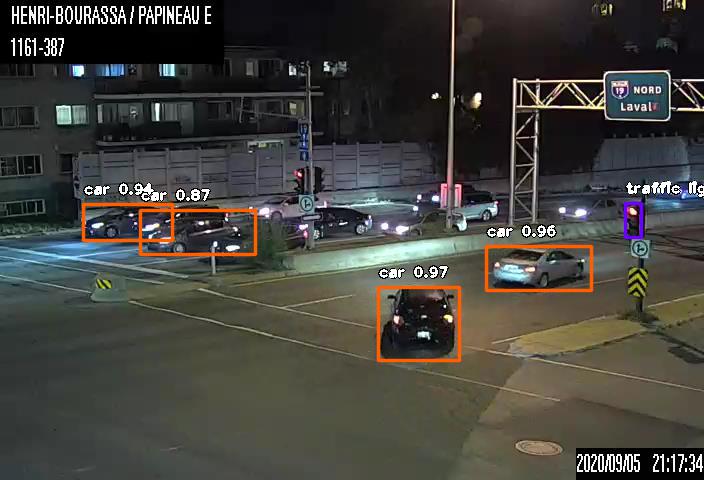 HENRI-BOURASSA / PAPINEAU E
1161-387
19 NORD
Laval
car 0.94
car 0.87
traffic lig
car 0.96
car 0.97
2020/09/05 21:17:34